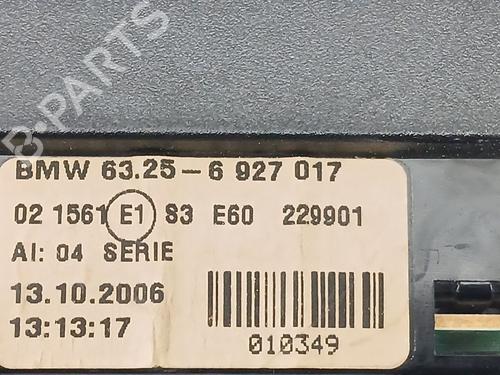 B-PARTS
BMW 63.25-6 927 017
02 1561 E1 S3 E60 229901
AI: 04 SERIE
13.10.2006
13:13:17
010349